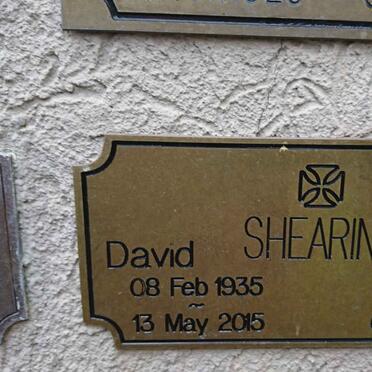 SHEARIN
David
08 Feb 1935
~
13 May 2015